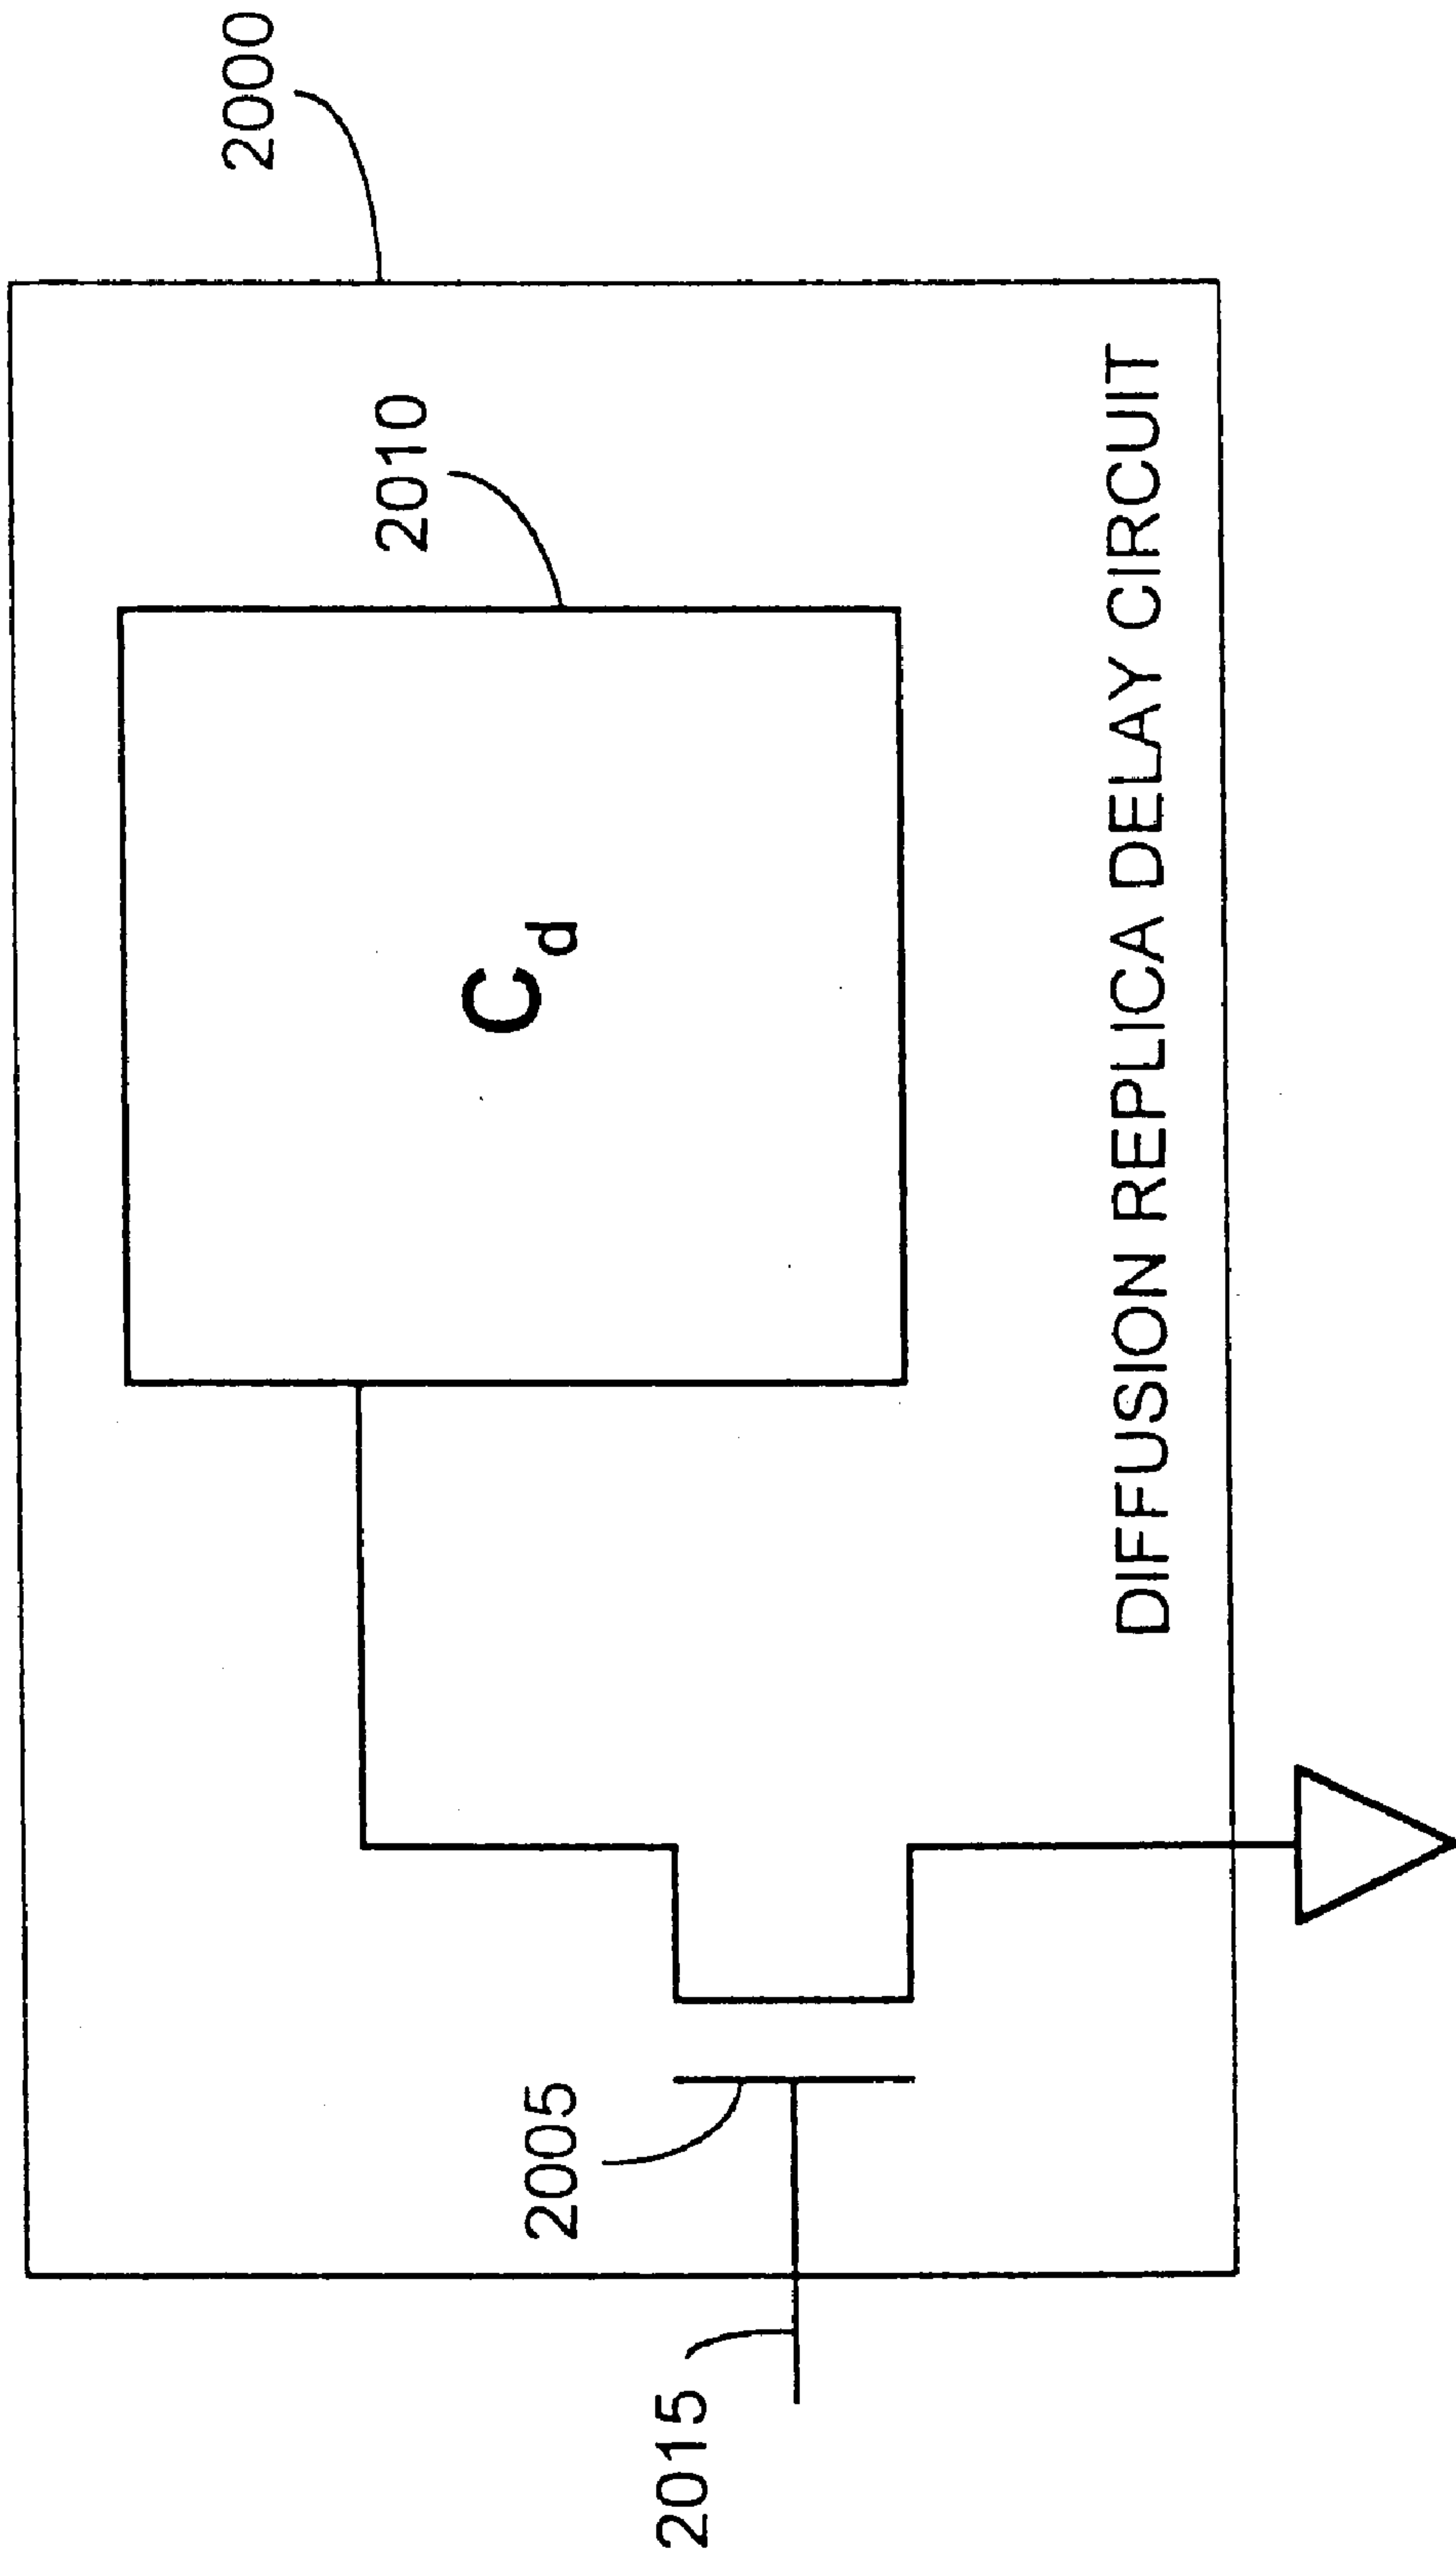 2000
2010
C d
2005
2015
DIFFUSION REPLICA DELAY CIRCUIT